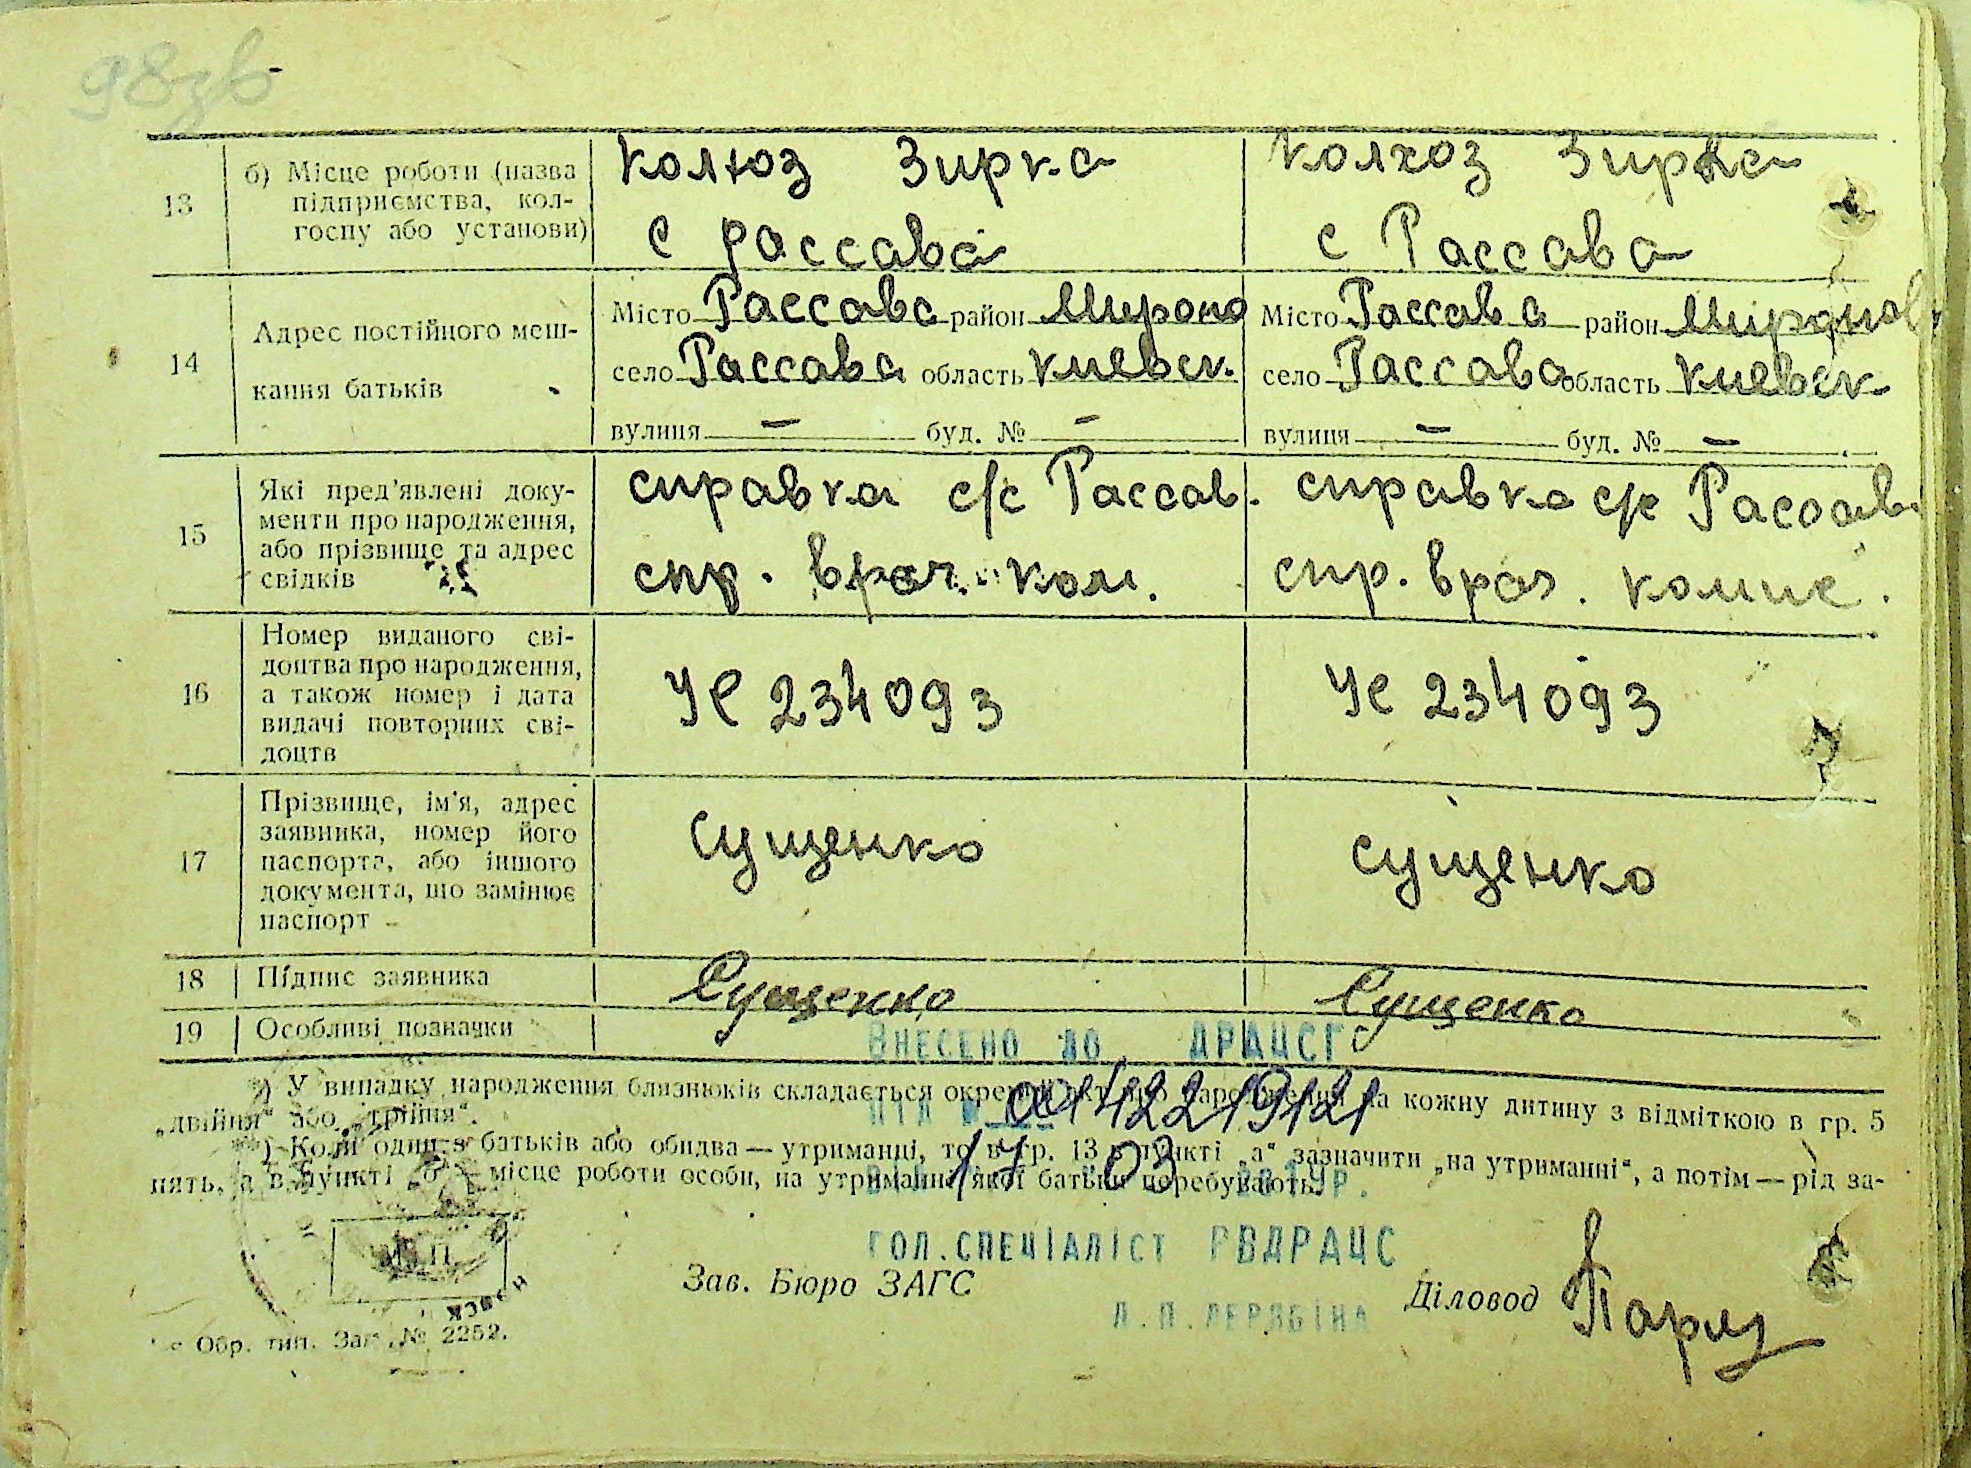 98зв
13 б) Місце роботи (назва підприємства, кол-госпу або установи)
колхоз Зирка
с Рассава
колхоз Зирка
с Рассава
14 Адрес постійного меш-
кання батьків
Місто Рассава район Мироно
село Рассава область Киевск.
вулиця — буд. № —
Місто Рассава район Миронов
село Рассава область Киевск
вулиця — буд. № —
15 Які пред'явлені доку-
менти про народження,
або прізвище та адрес
свідків
справка с/с Рассав.
спр. врач. ком.
справка с/с Рассав.
спр. врач. комис.
16 Номер виданого сві-
доцтва про народження,
а також номер і дата
видачі повторних сві-
доцтв
УС 234093
УС 234093
17 Прізвище, ім'я, адрес
заявника, номер його
паспорта, або іншого
документа, що замінює
паспорт
Сущенко
Сущенко
18 Підпис заявника
Сущенко
Сущенко
19 Особливі позначки
ВНЕСЕНО ДО ДРАЦСГ
*) У випадку народження близнюків складається окремий акт про народження на кожну дитину з відміткою в гр. 5
„двійня“ або „трійня“.
00142219121
**) Коли один з батьків або обидва — утриманці, то в гр. 13 в пункті „а“ зазначити „на утриманні“, а потім — рід за-
нять, а в пункті „б“ — місце роботи особи, на утриманні якої батьки перебувають.
17 03
ГОЛ.СПЕЦІАЛІСТ РВДРАЦС
М. П.
Зав. Бюро ЗАГС
Діловод
Обр. тип. Зам. № 2252.